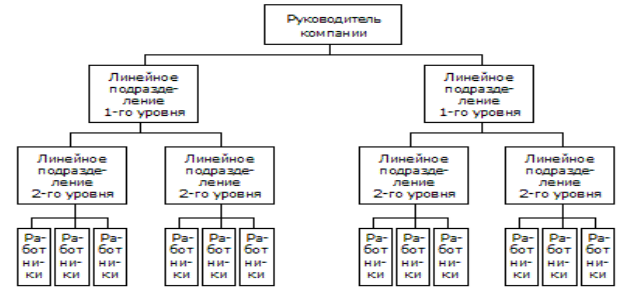 Руководитель
компании
Линейное
подразде-
ление
1-го уровня
Линейное
подразде-
ление
1-го уровня
Линейное
подразде-
ление
2-го уровня
Линейное
подразде-
ление
2-го уровня
Линейное
подразде-
ление
2-го уровня
Линейное
подразде-
ление
2-го уровня
Ра-
бот
ни-
ки
Ра-
бот
ни-
ки
Ра-
бот
ни-
ки
Ра-
бот
ни-
ки
Ра-
бот
ни-
ки
Ра-
бот
ни-
ки
Ра-
бот
ни-
ки
Ра-
бот
ни-
ки
Ра-
бот
ни-
ки
Ра-
бот
ни-
ки
Ра-
бот
ни-
ки
Ра-
бот
ни-
ки